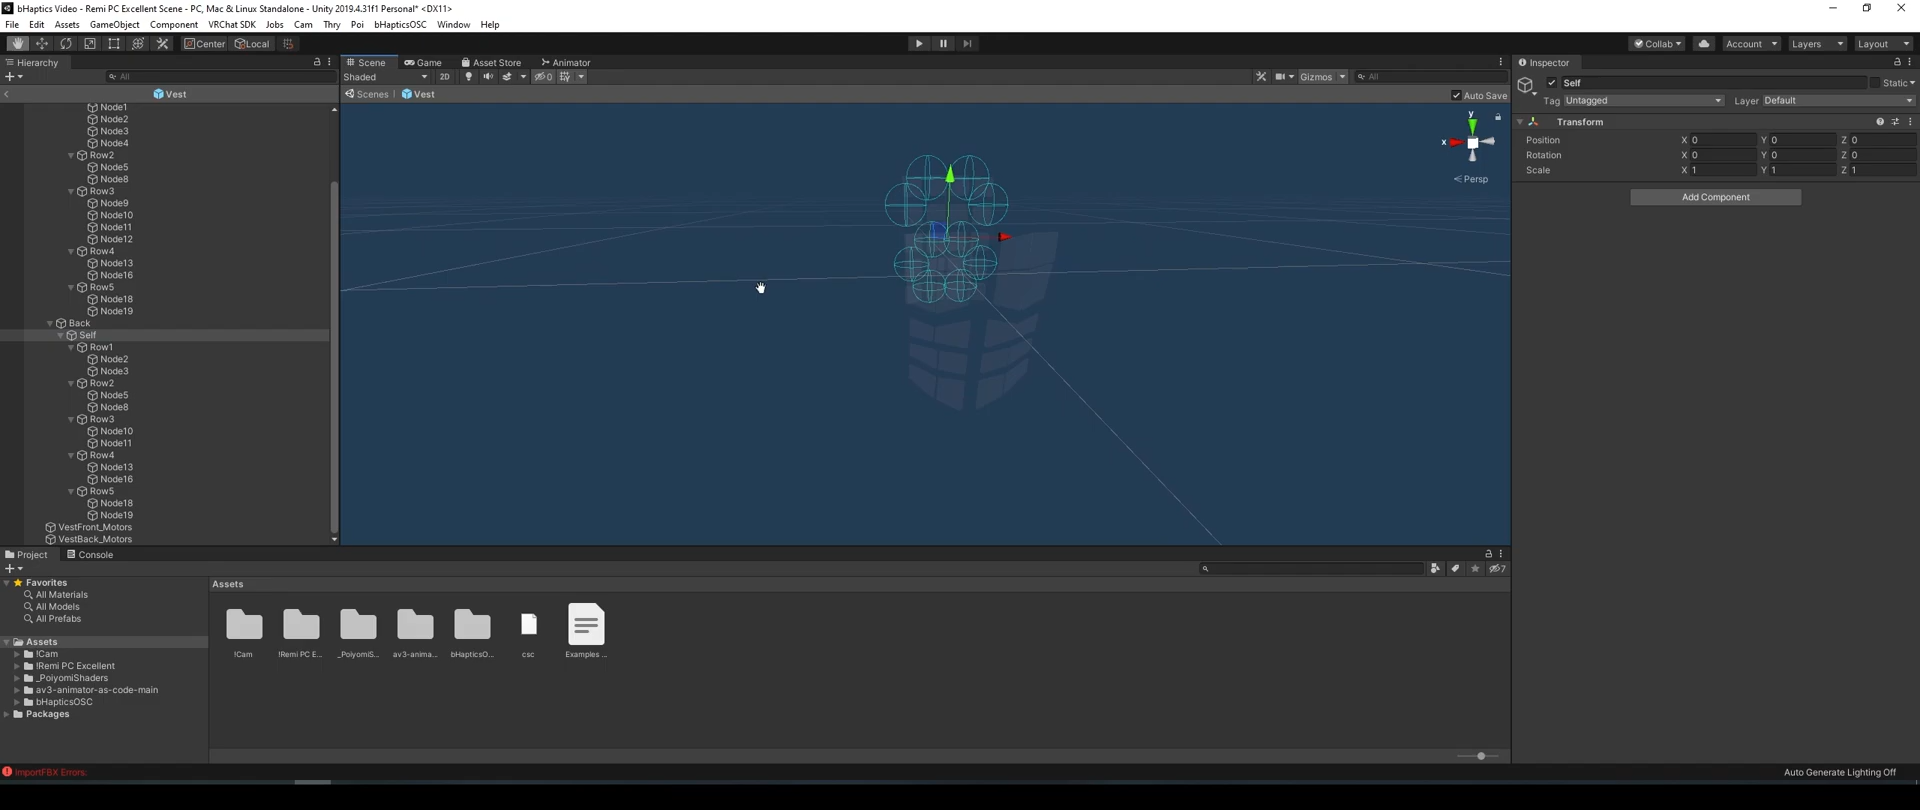 bHaptics Video - Remi PC Excellent Scene - PC, Mac & Linux Standalone - Unity 2019.4.31f1 Personal* <DX11>
File Edit Assets GameObject Component VRChat SDK Jobs Cam Thry Poi bHapticsOSC Window Help
Center Local Collab Account Layers Layout
Hierarchy Scene Game Asset Store Animator Inspector
All Shaded 2D 0 Gizmos All Self Static
Vest Scenes Vest Auto Save
Tag Untagged Layer Default
Transform
Position X 0 Y 0 Z 0
Rotation X 0 Y 0 Z 0
Scale X 1 Y 1 Z 1
Add Component
y
x
Persp
Node1
Node2
Node3
Node4
Row2
Node5
Node8
Row3
Node9
Node10
Node11
Node12
Row4
Node13
Node16
Row5
Node18
Node19
Back
Self
Row1
Node2
Node3
Row2
Node5
Node8
Row3
Node10
Node11
Row4
Node13
Node16
Row5
Node18
Node19
VestFront_Motors
VestBack_Motors
Project Console
7
Favorites
All Materials
All Models
All Prefabs
Assets
!Cam
!Remi PC Excellent
_PoiyomiShaders
av3-animator-as-code-main
bHapticsOSC
Packages
Assets
!Cam !Remi PC E... _PoiyomiS... av3-anima... bHapticsO... csc Examples ...
ImportFBX Errors:
Auto Generate Lighting Off